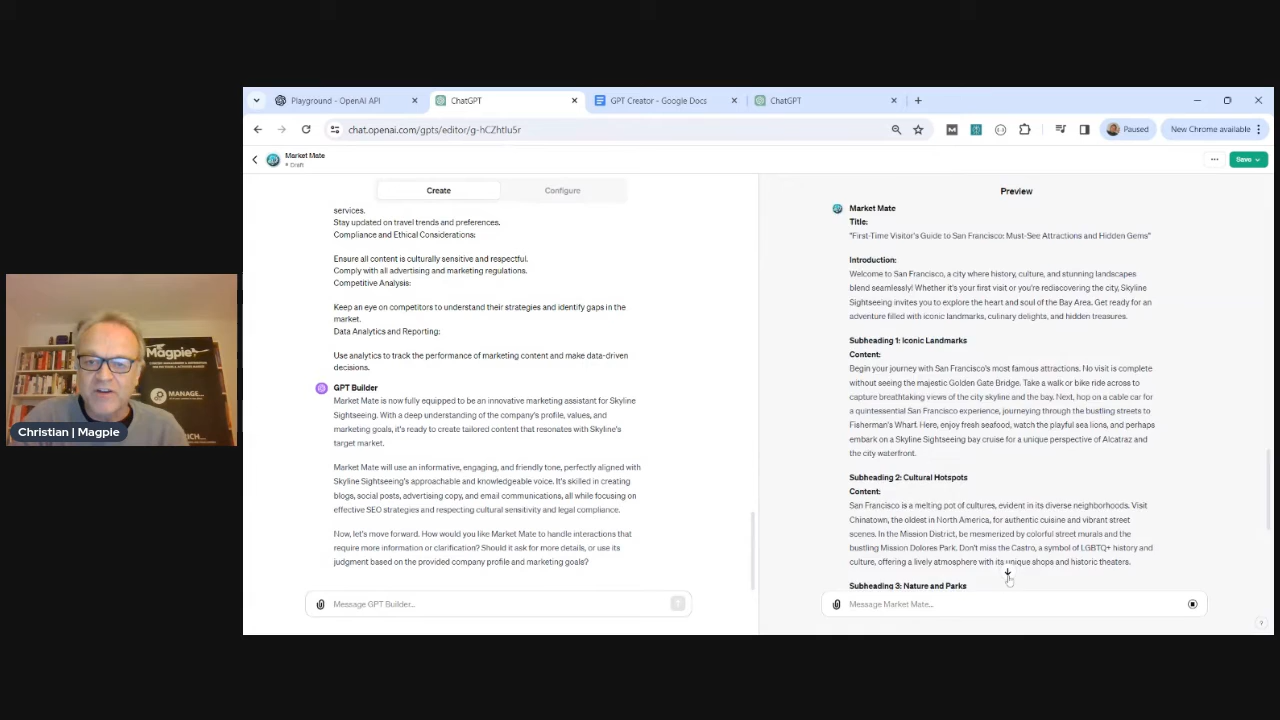 Playground - OpenAI API
ChatGPT
GPT Creator - Google Docs
ChatGPT
chat.openai.com/gpts/editor/g-hCZhtIu5r
Paused
New Chrome available
Market Mate
Draft
Save
Create
Configure
services.
Stay updated on travel trends and preferences.
Compliance and Ethical Considerations:
Ensure all content is culturally sensitive and respectful.
Comply with all advertising and marketing regulations.
Competitive Analysis:
Keep an eye on competitors to understand their strategies and identify gaps in the
market.
Data Analytics and Reporting:
Use analytics to track the performance of marketing content and make data-driven
decisions.
GPT Builder
Market Mate is now fully equipped to be an innovative marketing assistant for Skyline
Sightseeing. With a deep understanding of the company's profile, values, and
marketing goals, it's ready to create tailored content that resonates with Skyline's
target market.
Market Mate will use an informative, engaging, and friendly tone, perfectly aligned with
Skyline Sightseeing's approachable and knowledgeable voice. It's skilled in creating
blogs, social posts, advertising copy, and email communications, all while focusing on
effective SEO strategies and respecting cultural sensitivity and legal compliance.
Now, let's move forward. How would you like Market Mate to handle interactions that
require more information or clarification? Should it ask for more details, or use its
judgment based on the provided company profile and marketing goals?
Message GPT Builder...
Preview
Market Mate
Title:
"First-Time Visitor's Guide to San Francisco: Must-See Attractions and Hidden Gems"
Introduction:
Welcome to San Francisco, a city where history, culture, and stunning landscapes
blend seamlessly! Whether it's your first visit or you're rediscovering the city, Skyline
Sightseeing invites you to explore the heart and soul of the Bay Area. Get ready for an
adventure filled with iconic landmarks, culinary delights, and hidden treasures.
Subheading 1: Iconic Landmarks
Content:
Begin your journey with San Francisco's most famous attractions. No visit is complete
without seeing the majestic Golden Gate Bridge. Take a walk or bike ride across to
capture breathtaking views of the city skyline and the bay. Next, hop on a cable car for
a quintessential San Francisco experience, journeying through the bustling streets to
Fisherman's Wharf. Here, enjoy fresh seafood, watch the playful sea lions, and perhaps
embark on a Skyline Sightseeing bay cruise for a unique perspective of Alcatraz and
the city waterfront.
Subheading 2: Cultural Hotspots
Content:
San Francisco is a melting pot of cultures, evident in its diverse neighborhoods. Visit
Chinatown, the oldest in North America, for authentic cuisine and vibrant street
scenes. In the Mission District, be mesmerized by colorful street murals and the
bustling Mission Dolores Park. Don't miss the Castro, a symbol of LGBTQ+ history and
culture, offering a lively atmosphere with its unique shops and historic theaters.
Subheading 3: Nature and Parks
Message Market Mate...
?
Magpie
MANAGE...
Christian | Magpie